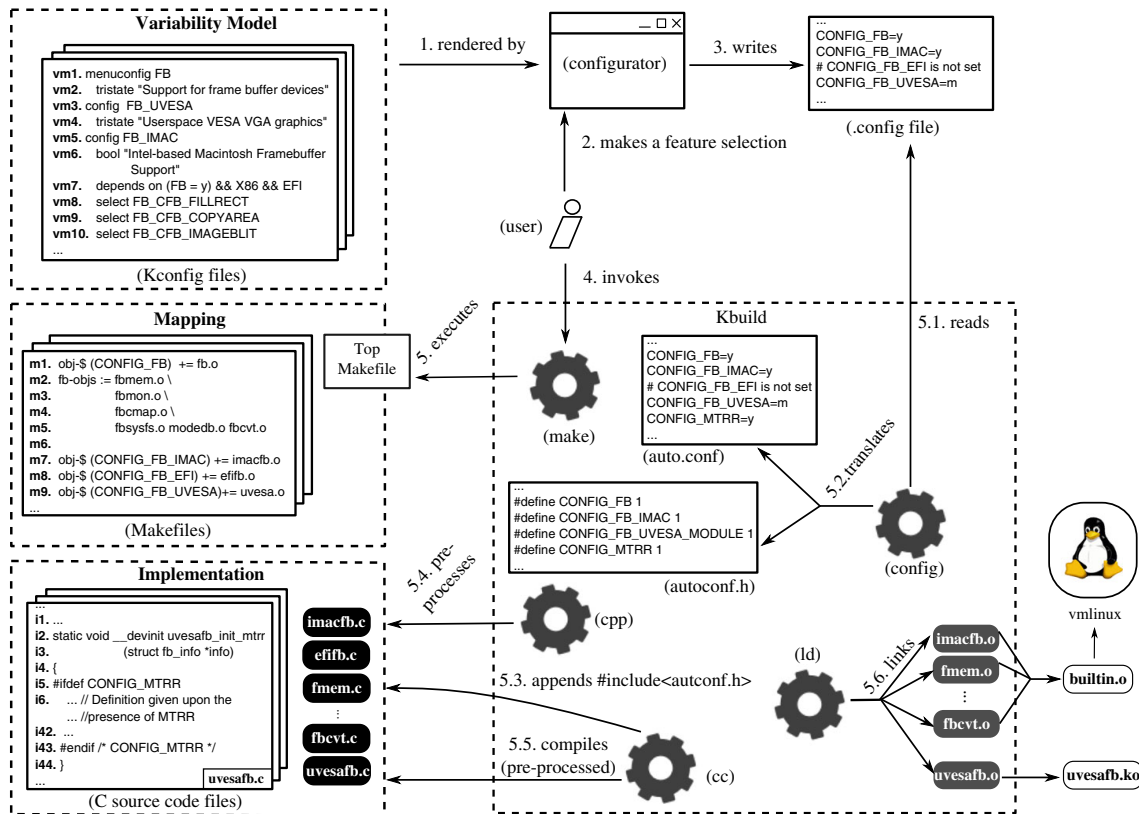 Variability Model
vm1. menuconfig FB
vm2. tristate "Support for frame buffer devices"
vm3. config FB_UVESA
vm4. tristate "Userspace VESA VGA graphics"
vm5. config FB_IMAC
vm6. bool "Intel-based Macintosh Framebuffer
Support"
vm7. depends on (FB = y) && X86 && EFI
vm8. select FB_CFB_FILLRECT
vm9. select FB_CFB_COPYAREA
vm10. select FB_CFB_IMAGEBLIT
...
(Kconfig files)
1. rendered by
(configurator)
3. writes
...
CONFIG_FB=y
CONFIG_FB_IMAC=y
# CONFIG_FB_EFI is not set
CONFIG_FB_UVESA=m
...
(.config file)
2. makes a feature selection
(user)
4. invokes
Mapping
m1. obj-$ (CONFIG_FB) += fb.o
m2. fb-objs := fbmem.o \
m3. fbmon.o \
m4. fbcmap.o \
m5. fbsysfs.o modedb.o fbcvt.o
m6.
m7. obj-$ (CONFIG_FB_IMAC) += imacfb.o
m8. obj-$ (CONFIG_FB_EFI) += efifb.o
m9. obj-$ (CONFIG_FB_UVESA)+= uvesa.o
...
(Makefiles)
Top
Makefile
5. executes
Kbuild
(make)
...
CONFIG_FB=y
CONFIG_FB_IMAC=y
# CONFIG_FB_EFI is not set
CONFIG_FB_UVESA=m
CONFIG_MTRR=y
...
(auto.conf)
5.1. reads
5.2.translates
...
#define CONFIG_FB 1
#define CONFIG_FB_IMAC 1
#define CONFIG_FB_UVESA_MODULE 1
#define CONFIG_MTRR 1
...
(autoconf.h)
(config)
Implementation
...
i1. ...
i2. static void __devinit uvesafb_init_mtrr
i3. (struct fb_info *info)
i4. {
i5. #ifdef CONFIG_MTRR
i6. ... // Definition given upon the
... //presence of MTRR
i42. ...
i43. #endif /* CONFIG_MTRR */
i44. }
...
uvesafb.c
(C source code files)
imacfb.c
efifb.c
fmem.c
...
fbcvt.c
uvesafb.c
5.4. pre-
processes
(cpp)
5.3. appends #include<autconf.h>
5.5. compiles
(pre-processed)
(cc)
(ld)
5.6. links
imacfb.o
fmem.o
...
fbcvt.o
uvesafb.o
vmlinux
builtin.o
uvesafb.ko